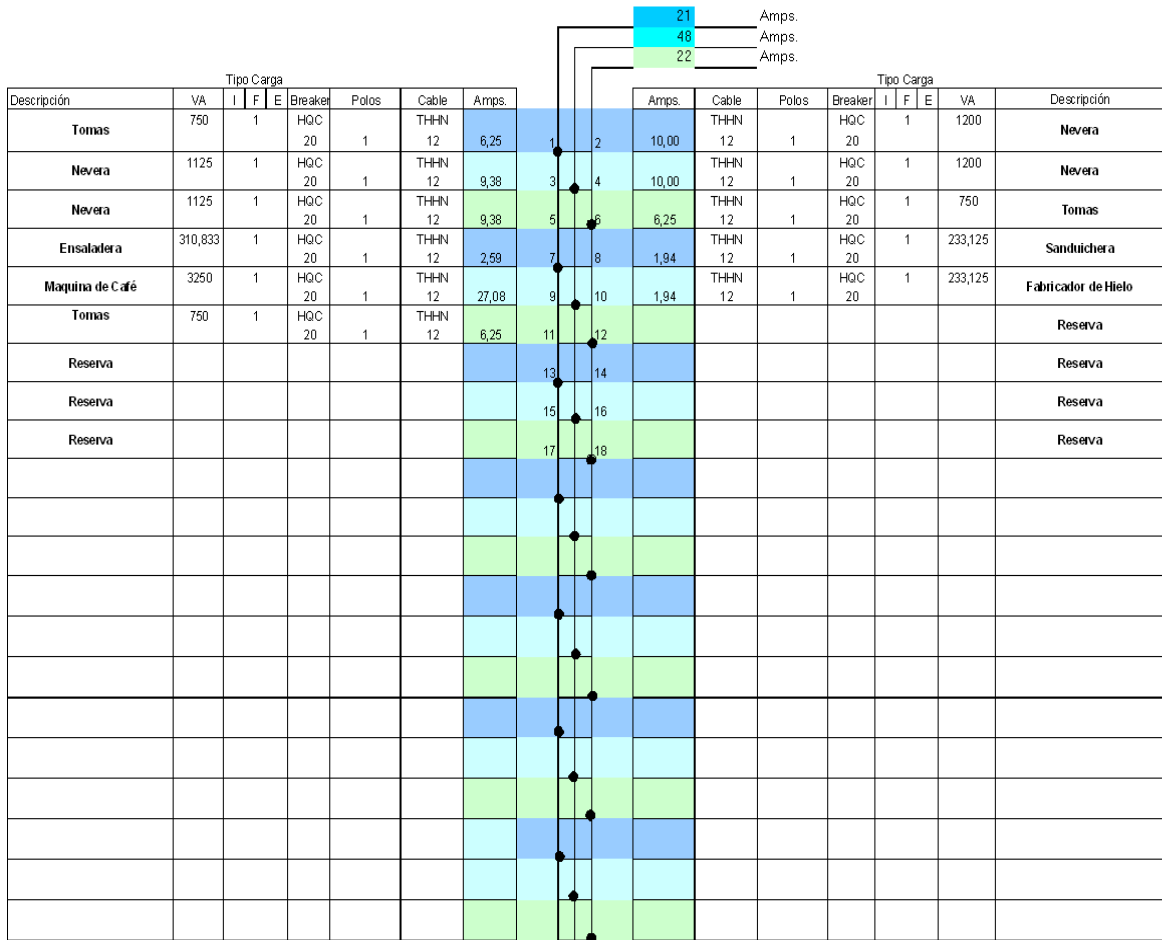 21 Amps.
48 Amps.
22 Amps.
Tipo Carga Tipo Carga
Descripción VA I F E Breaker Polos Cable Amps. Amps. Cable Polos Breaker I F E VA Descripción
Tomas 750 1 HQC THHN THHN HQC 1 1200 Nevera
20 1 12 6,25 1 2 10,00 12 1 20
Nevera 1125 1 HQC THHN THHN HQC 1 1200 Nevera
20 1 12 9,38 3 4 10,00 12 1 20
Nevera 1125 1 HQC THHN THHN HQC 1 750 Tomas
20 1 12 9,38 5 6 6,25 12 1 20
Ensaladera 310,833 1 HQC THHN THHN HQC 1 233,125 Sanduichera
20 1 12 2,59 7 8 1,94 12 1 20
Maquina de Café 3250 1 HQC THHN THHN HQC 1 233,125 Fabricador de Hielo
20 1 12 27,08 9 10 1,94 12 1 20
Tomas 750 1 HQC THHN Reserva
20 1 12 6,25 11 12
Reserva 13 14 Reserva
Reserva 15 16 Reserva
Reserva 17 18 Reserva